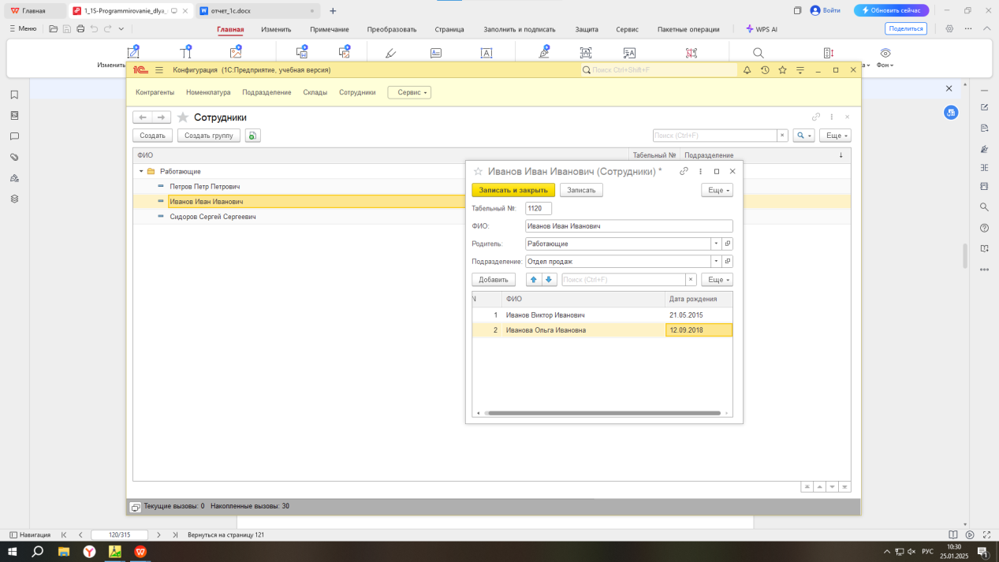 Главная 1_1S-Programmirovanie_dlya_ отчет_1с.docx Войти Обновить сейчас
Меню Главная Изменить Примечание Преобразовать Страница Заполнить и подписать Защита Сервис Пакетные операции WPS AI Поделиться
Изменить Фон
Конфигурация (1С:Предприятие, учебная версия) Поиск Ctrl+Shift+F
Контрагенты Номенклатура Подразделение Склады Сотрудники Сервис
Сотрудники
Создать Создать группу Поиск (Ctrl+F) × Еще
ФИО Табельный № Подразделение
Работающие
Петров Петр Петрович
Иванов Иван Иванович
Сидоров Сергей Сергеевич
Иванов Иван Иванович (Сотрудники) *
Записать и закрыть Записать Еще
Табельный №: 1120
ФИО: Иванов Иван Иванович
Родитель: Работающие
Подразделение: Отдел продаж
Добавить Поиск (Ctrl+F) × Еще
N ФИО Дата рождения
1 Иванов Виктор Иванович 21.05.2015
2 Иванова Ольга Ивановна 12.09.2018
Текущие вызовы: 0 Накопленные вызовы: 30
Навигация 120/315 Вернуться на страницу 121
РУС 10:30
25.01.2025 1